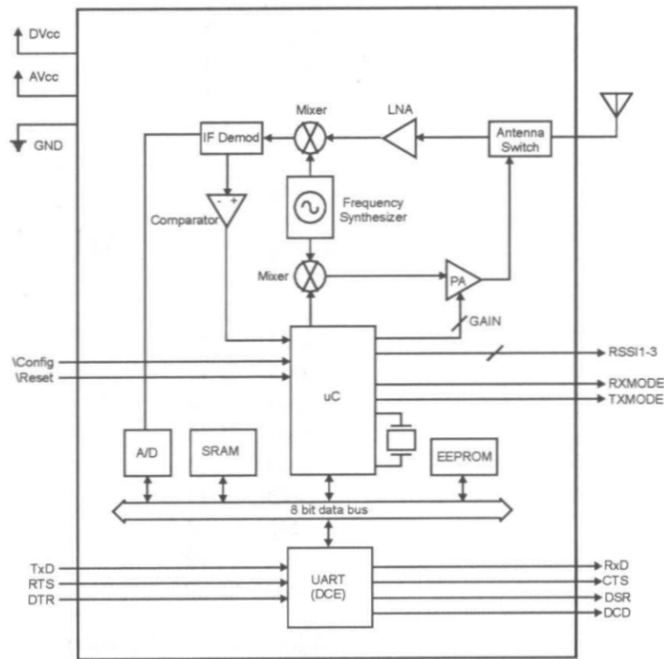 DVcc
AVcc
GND
Mixer
LNA
IF Demod
Antenna
Switch
Comparator
- +
Frequency
Synthesizer
Mixer
PA
GAIN
\Config
\Reset
uC
RSSI1-3
RXMODE
TXMODE
A/D
SRAM
EEPROM
8 bit data bus
TxD
RTS
DTR
UART
(DCE)
RxD
CTS
DSR
DCD